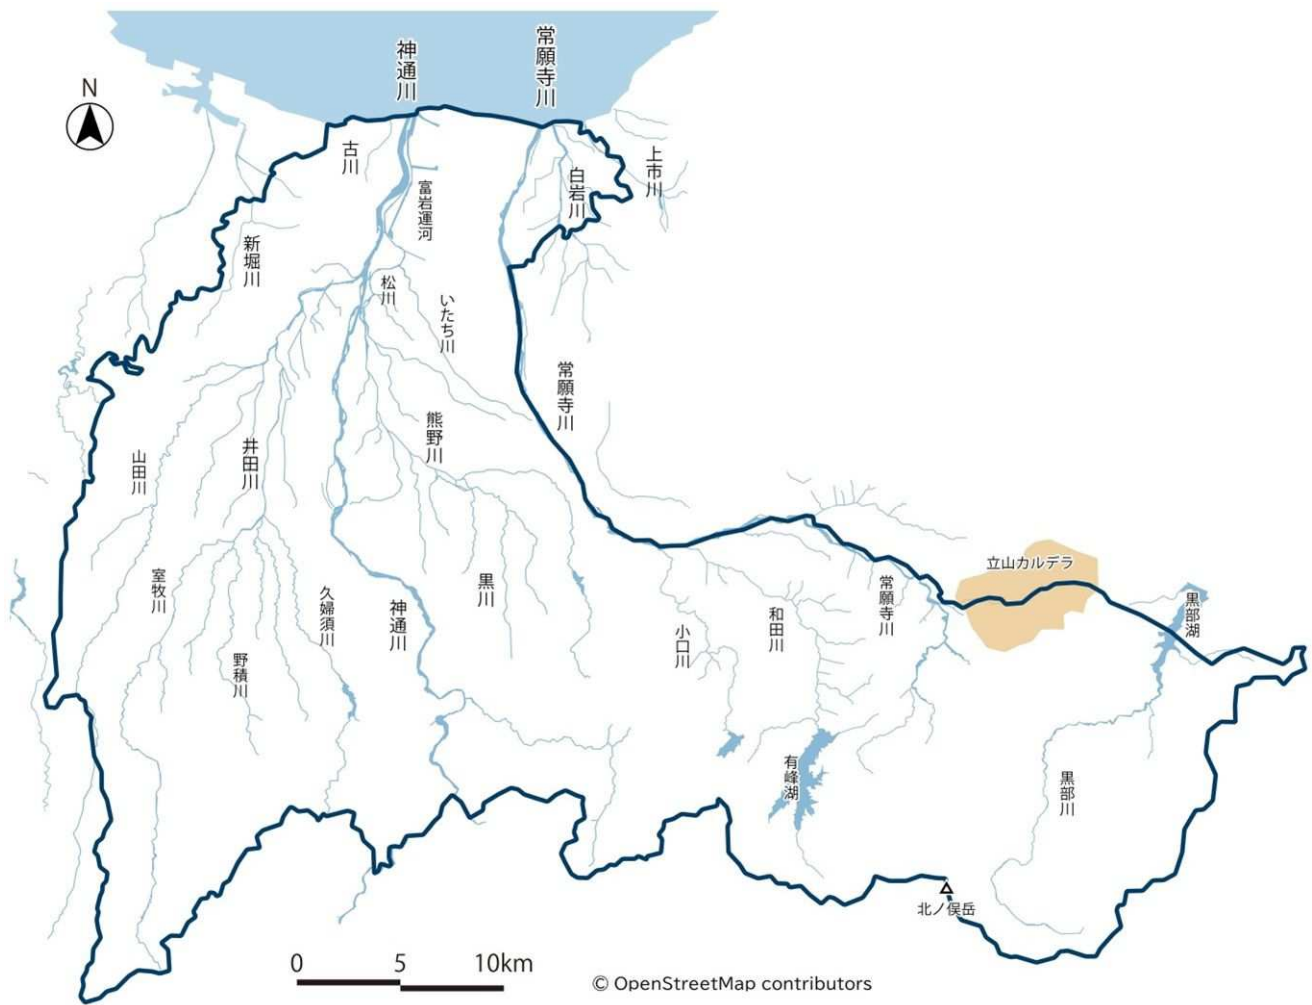 神通川
常願寺川
N
古川
富岩運河
白岩川
上市川
新堀川
松川
いたち川
常願寺川
熊野川
井田川
山田川
立山カルデラ
室牧川
久婦須川
神通川
黒川
小口川
和田川
常願寺川
黒部湖
野積川
有峰湖
黒部川
北ノ俣岳
0 5 10km
© OpenStreetMap contributors